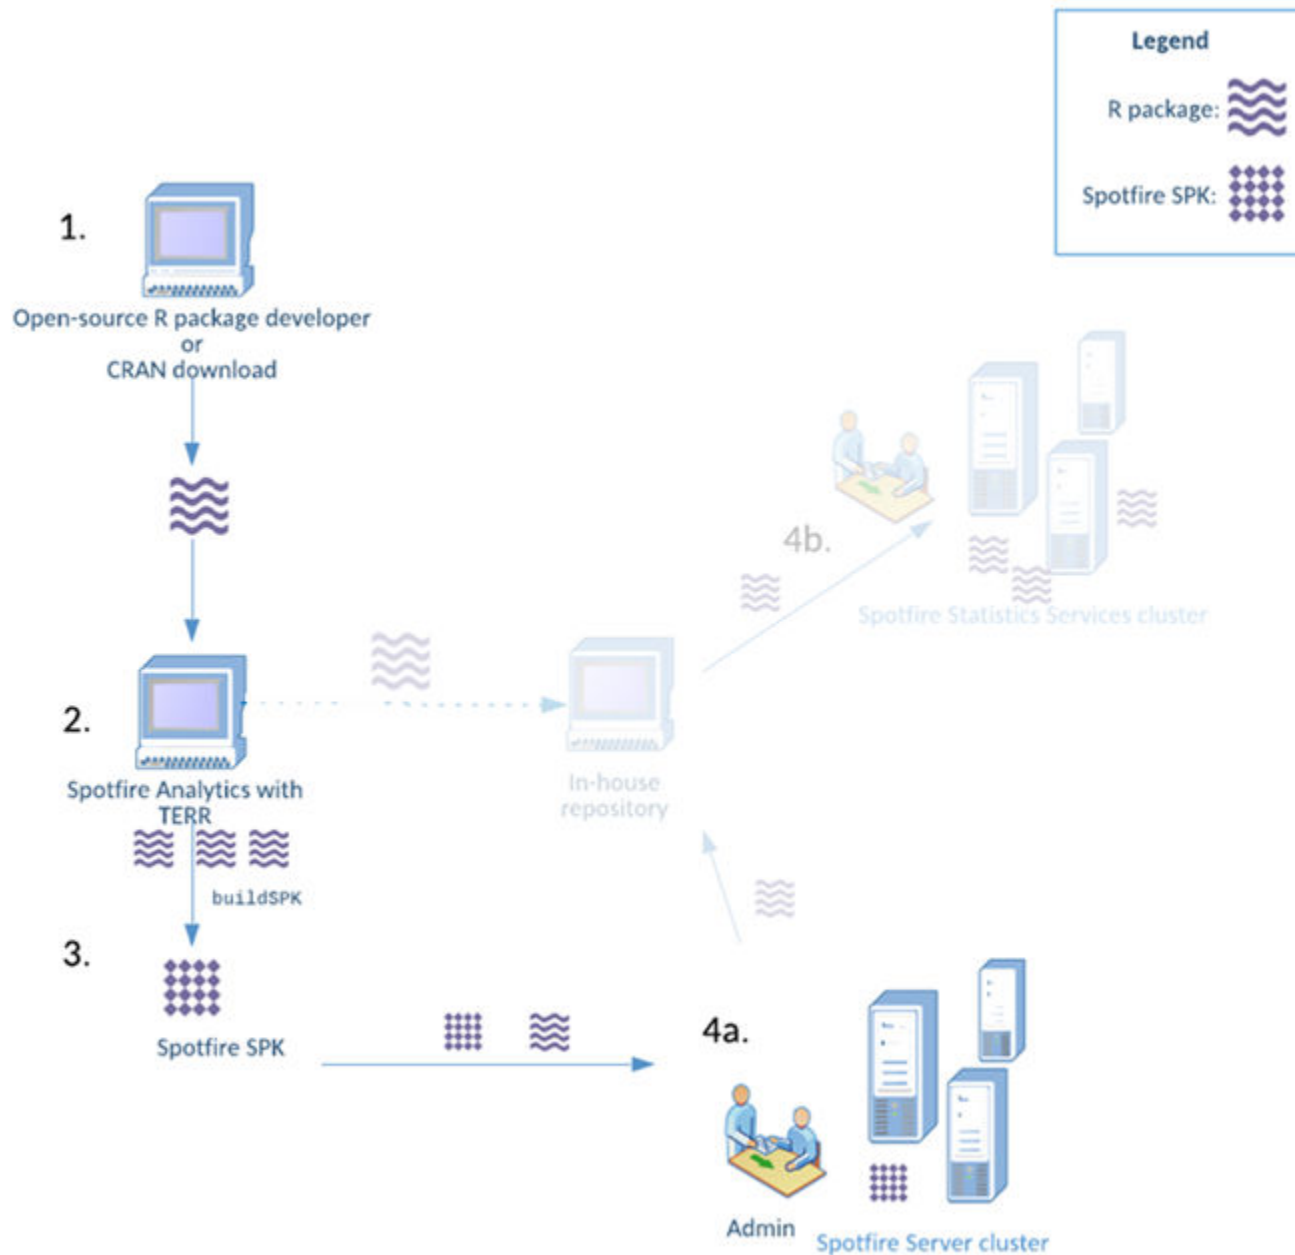 Legend
R package:
Spotfire SPK:
1.
Open-source R package developer
or
CRAN download
4b.
Spotfire Statistics Services cluster
2.
Spotfire Analytics with
TERR
In-house
repository
buildSPK
3.
Spotfire SPK
4a.
Admin
Spotfire Server cluster